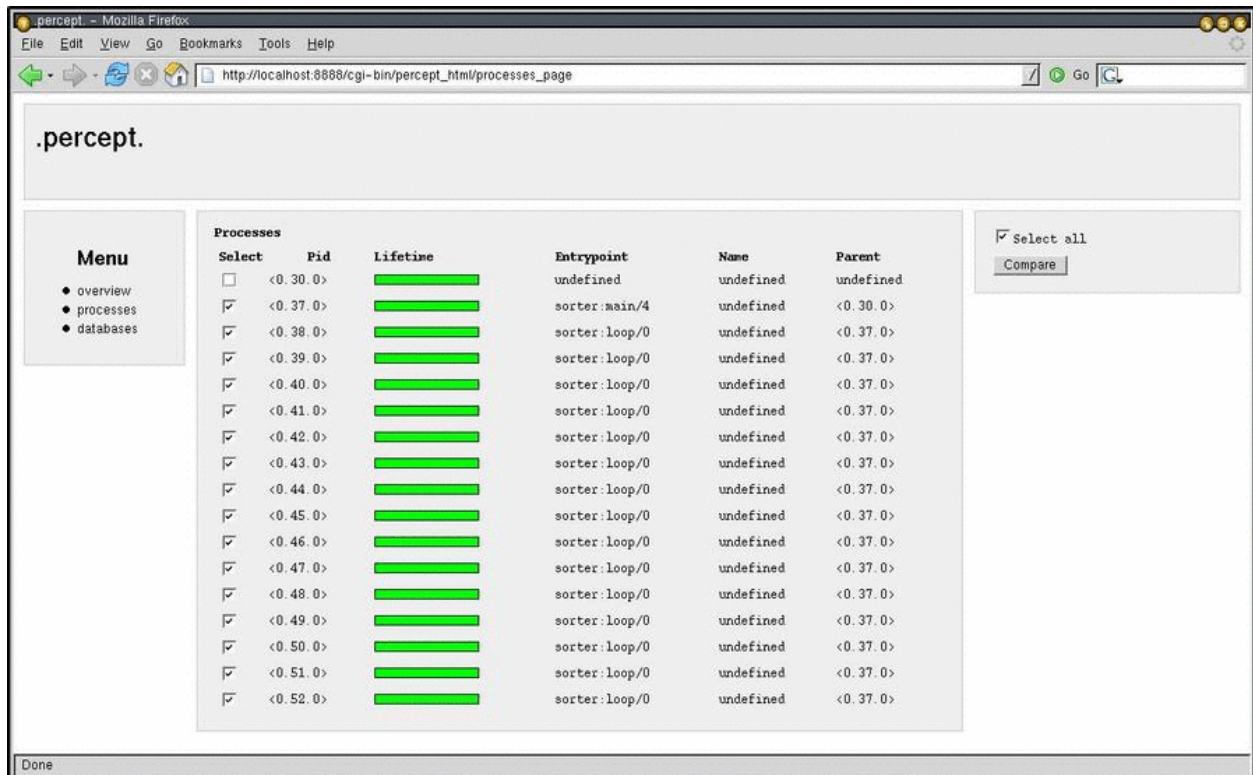 .percept. - Mozilla Firefox
File Edit View Go Bookmarks Tools Help
http://localhost:8888/cgi-bin/percept_html/processes_page Go
.percept.
Menu
overview
processes
databases
Processes
Select Pid Lifetime Entrypoint Name Parent
<0.30.0> undefined undefined undefined
<0.37.0> sorter:main/4 undefined <0.30.0>
<0.38.0> sorter:loop/0 undefined <0.37.0>
<0.39.0> sorter:loop/0 undefined <0.37.0>
<0.40.0> sorter:loop/0 undefined <0.37.0>
<0.41.0> sorter:loop/0 undefined <0.37.0>
<0.42.0> sorter:loop/0 undefined <0.37.0>
<0.43.0> sorter:loop/0 undefined <0.37.0>
<0.44.0> sorter:loop/0 undefined <0.37.0>
<0.45.0> sorter:loop/0 undefined <0.37.0>
<0.46.0> sorter:loop/0 undefined <0.37.0>
<0.47.0> sorter:loop/0 undefined <0.37.0>
<0.48.0> sorter:loop/0 undefined <0.37.0>
<0.49.0> sorter:loop/0 undefined <0.37.0>
<0.50.0> sorter:loop/0 undefined <0.37.0>
<0.51.0> sorter:loop/0 undefined <0.37.0>
<0.52.0> sorter:loop/0 undefined <0.37.0>
Select all
Compare
Done